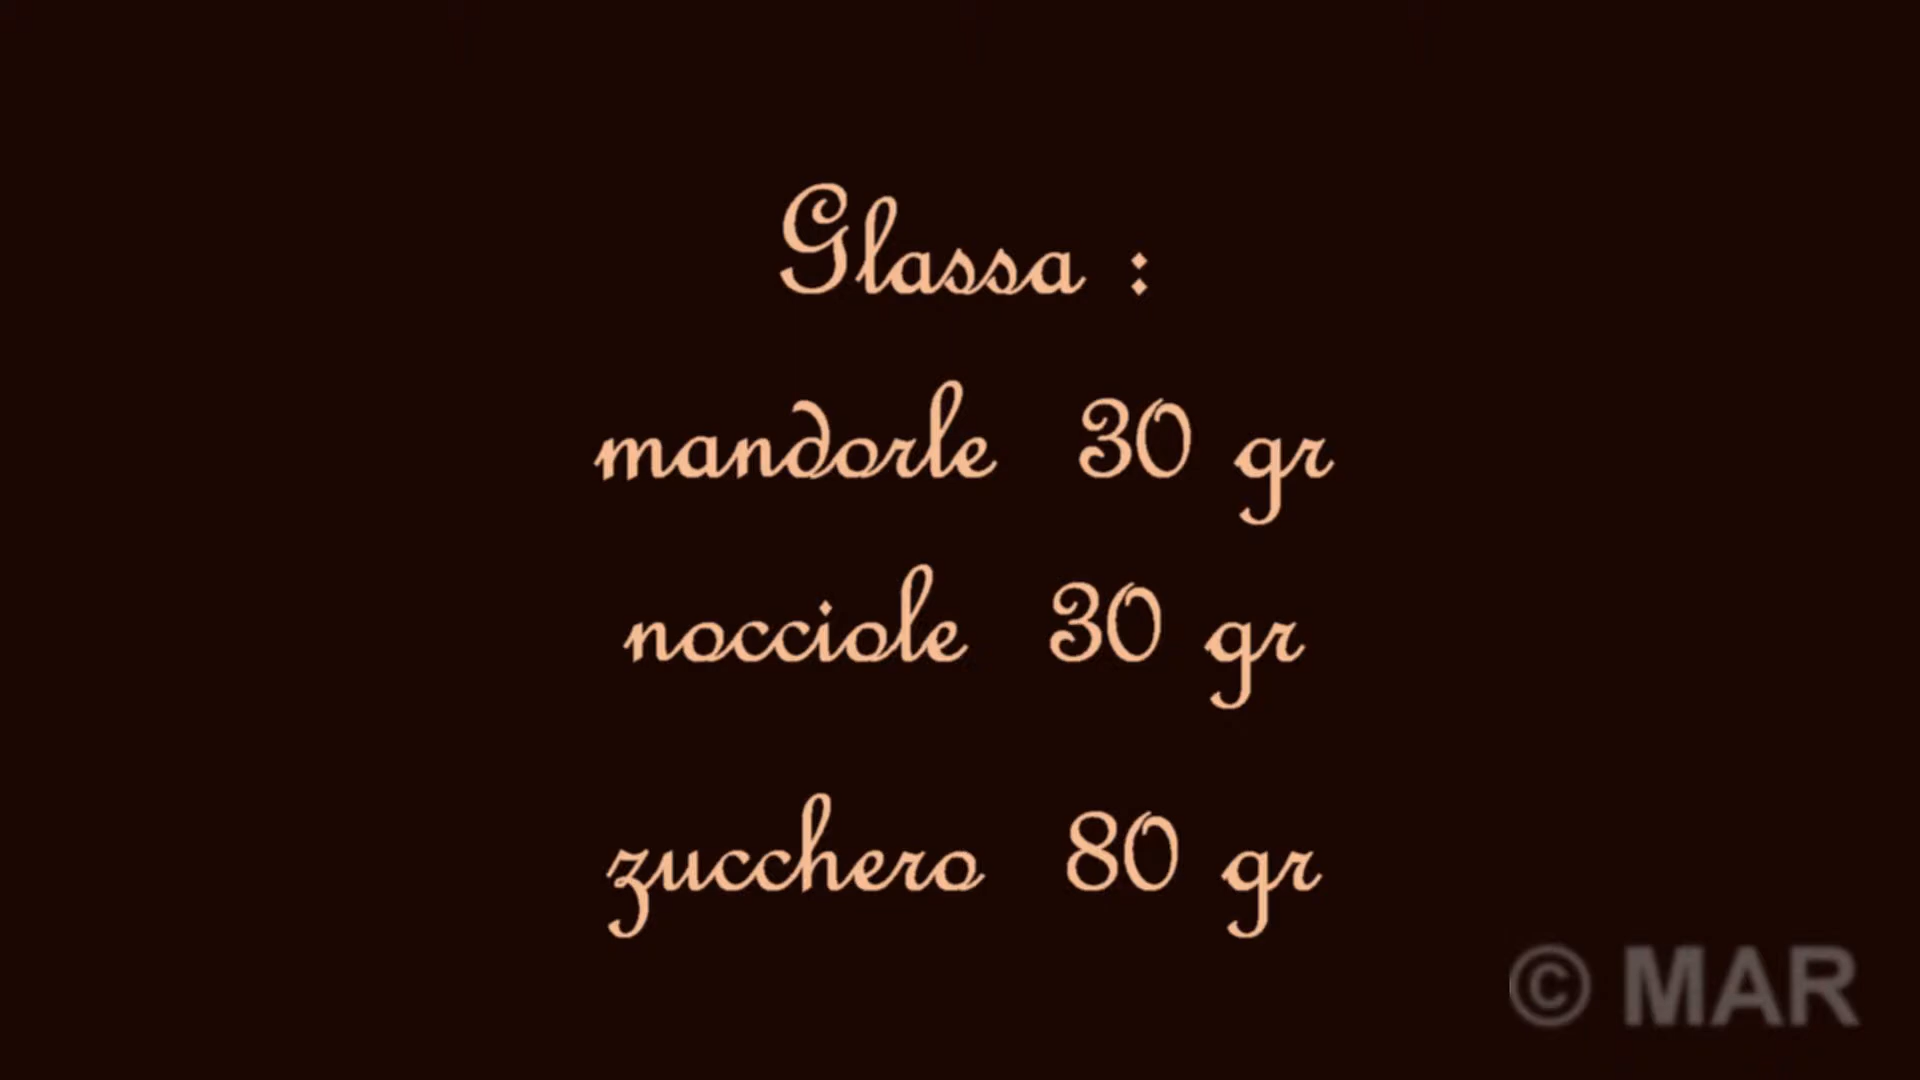 Glassa :
mandorle 30 gr
nocciole 30 gr
zucchero 80 gr
© MAR